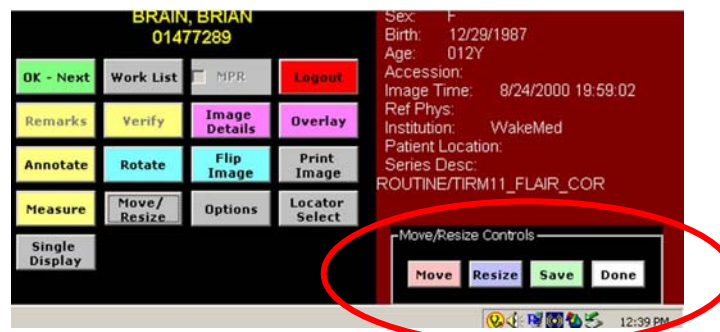 BRAIN, BRIAN
01477289
OK - Next
Work List
MPR
Logout
Remarks
Verify
Image
Details
Overlay
Annotate
Rotate
Flip
Image
Print
Image
Measure
Move/
Resize
Options
Locator
Select
Single
Display
Sex: F
Birth: 12/29/1987
Age: 012Y
Accession:
Image Time: 8/24/2000 19:59:02
Ref Phys:
Institution: WakeMed
Patient Location:
Series Desc:
ROUTINE/TIRM11_FLAIR_COR
Move/Resize Controls
Move
Resize
Save
Done
12:39 PM